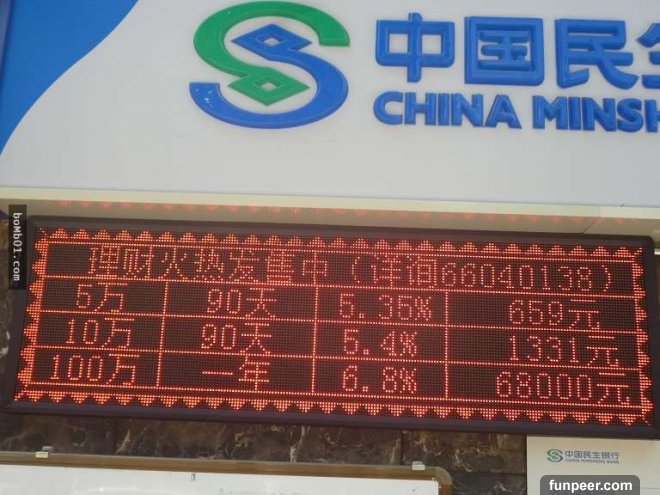 中国民生
CHINA MINSH
boMb01.com
理财火热发售中(详询66040138)
5万 90天 5.35% 659元
10万 90天 5.4% 1331元
100万 一年 6.8% 68000元
中国民生银行
CHINA MINSHENG BANK
funpeer.com